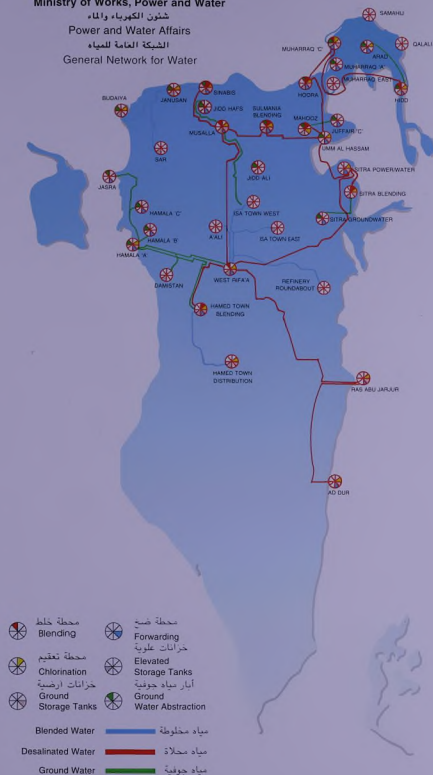 Ministry of Works, Power and Water
شئون الكهرباء والماء
Power and Water Affairs
الشبكة العامة للمياه
General Network for Water
SAMAHIJ
MUHARRAQ 'C'
QALALI
ARAD
MUHARRAQ 'A'
MUHARRAQ EAST
HIDD
HOORA
SINABIS
JANUSAN
JIDD HAFS
BUDAIYA
SULMANIA
BLENDING
MAHOOZ
JUFFAIR 'C'
MUSALLA
UMM AL HASSAM
SAR
JIDD ALI
SITRA POWER/WATER
JASRA
SITRA BLENDING
ISA TOWN WEST
HAMALA 'C'
SITRA GROUNDWATER
HAMALA 'B'
A'ALI
ISA TOWN EAST
HAMALA 'A'
WEST RIFA'A
DAMISTAN
REFINERY
ROUNDABOUT
HAMED TOWN
BLENDING
HAMED TOWN
DISTRIBUTION
RAS ABU JARJUR
AD DUR
محطة خلط
Blending
محطة ضخ
Forwarding
محطة تعقيم
Chlorination
خزانات علوية
Elevated
Storage Tanks
خزانات ارضية
Ground
Storage Tanks
آبار مياه جوفية
Ground
Water Abstraction
Blended Water مياه مخلوطة
Desalinated Water مياه محلاة
Ground Water مياه جوفية